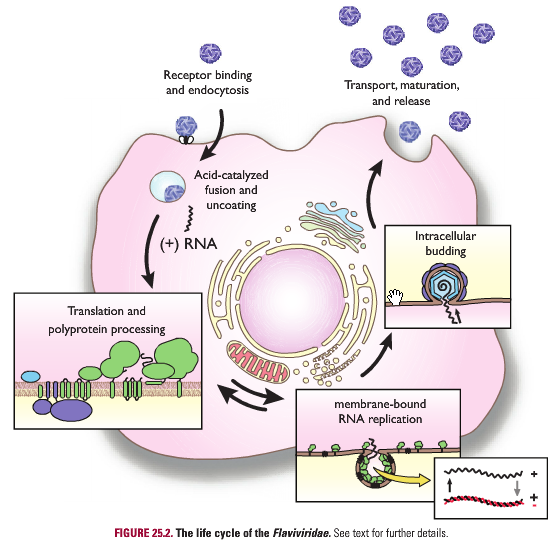 Receptor binding
and endocytosis
Transport, maturation,
and release
Acid-catalyzed
fusion and
uncoating
(+) RNA
Intracellular
budding
Translation and
polyprotein processing
membrane-bound
RNA replication
+
+
-
FIGURE 25.2. The life cycle of the Flaviviridae. See text for further details.